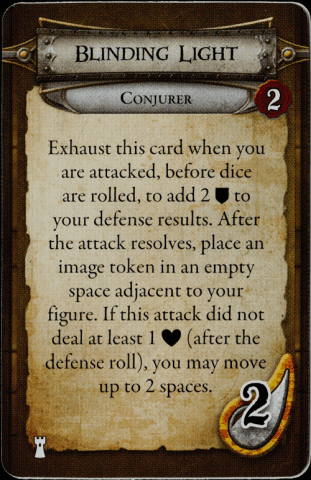 BLINDING LIGHT
CONJURER
2
Exhaust this card when you
are attacked, before dice
are rolled, to add 2 to
your defense results. After
the attack resolves, place an
image token in an empty
space adjacent to your
figure. If this attack did not
deal at least 1 (after the
defense roll), you may move
up to 2 spaces.
2